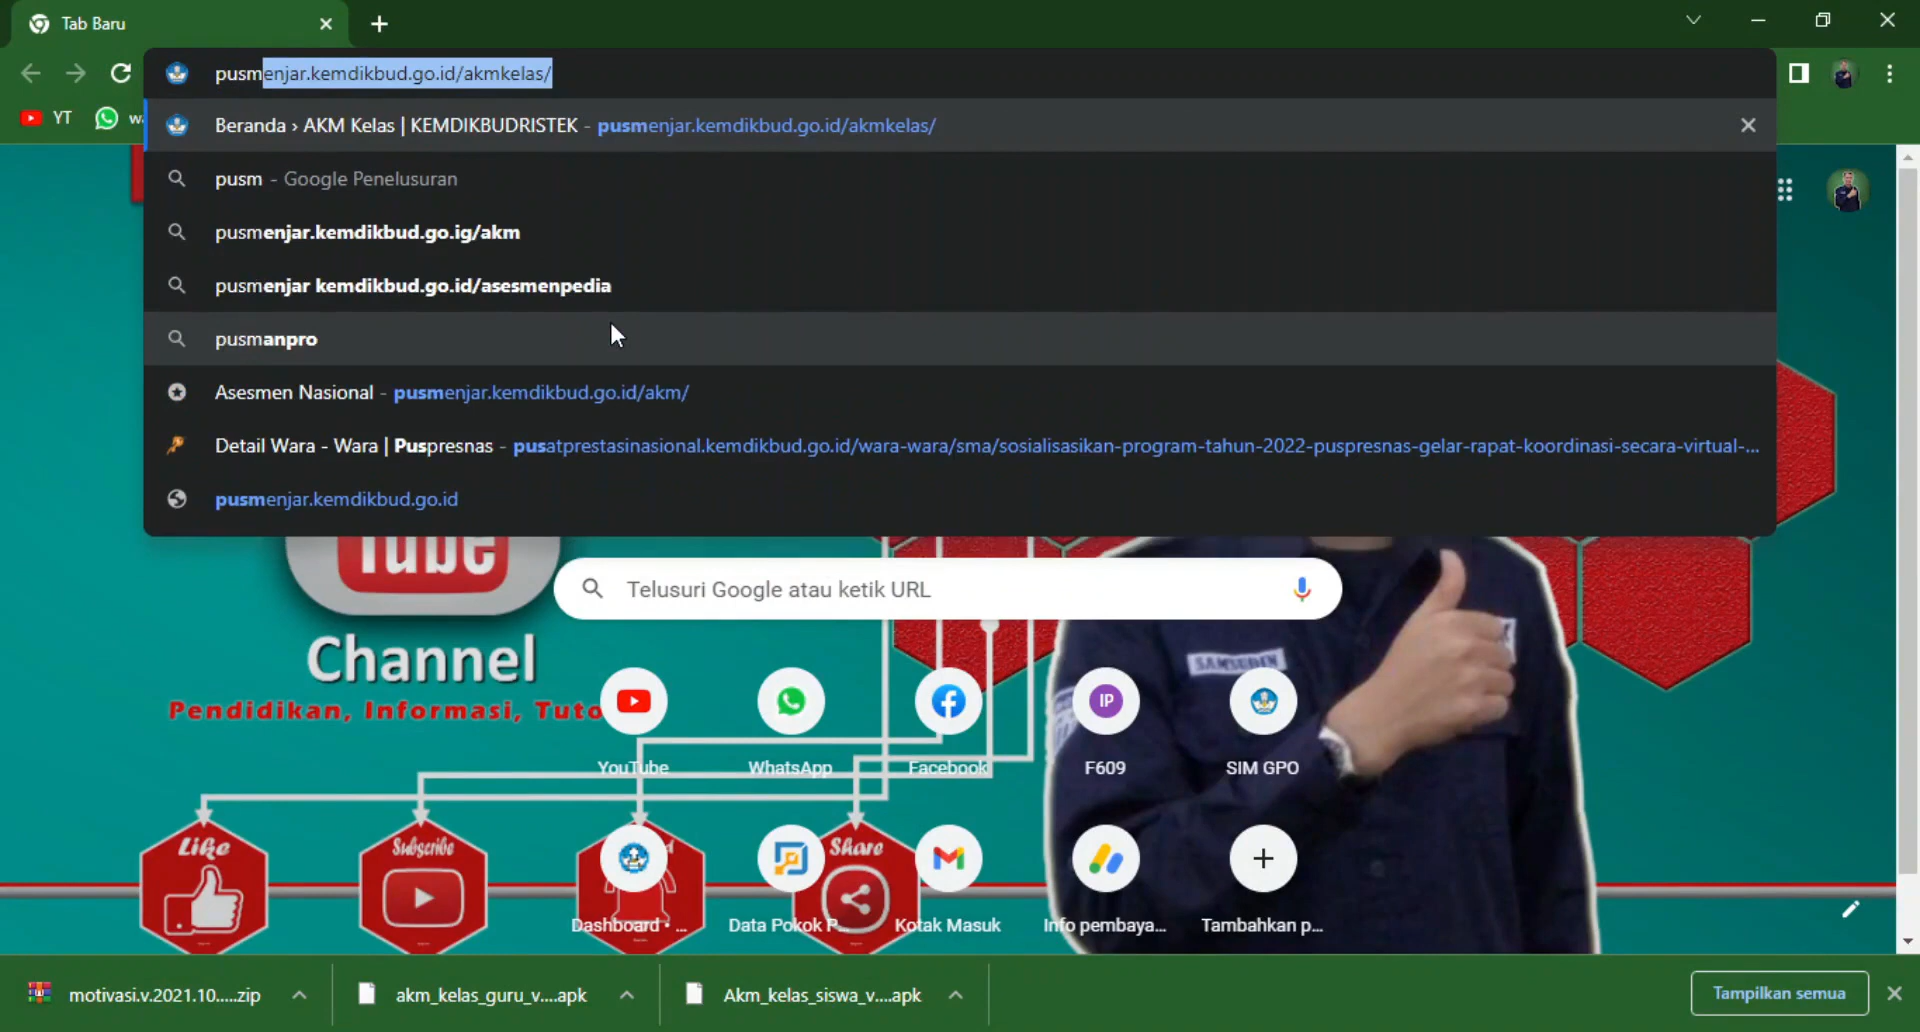 Tab Baru
pusmenjar.kemdikbud.go.id/akmkelas/
YT
Beranda › AKM Kelas | KEMDIKBUDRISTEK - pusmenjar.kemdikbud.go.id/akmkelas/
pusm - Google Penelusuran
pusmenjar.kemdikbud.go.ig/akm
pusmenjar kemdikbud.go.id/asesmenpedia
pusmanpro
Asesmen Nasional - pusmenjar.kemdikbud.go.id/akm/
Detail Wara - Wara | Puspresnas - pusatprestasinasional.kemdikbud.go.id/wara-wara/sma/sosialisasikan-program-tahun-2022-puspresnas-gelar-rapat-koordinasi-secara-virtual-...
pusmenjar.kemdikbud.go.id
Tube
Telusuri Google atau ketik URL
Channel
SAMSUDIN
Pendidikan, Informasi, Tuto
IP
YouTube WhatsApp Facebook F609 SIM GPO
Like Subscribe Share
Dashboard • ... Data Pokok P... Kotak Masuk Info pembaya... Tambahkan p...
motivasi.v.2021.10.....zip akm_kelas_guru_v....apk Akm_kelas_siswa_v....apk Tampilkan semua